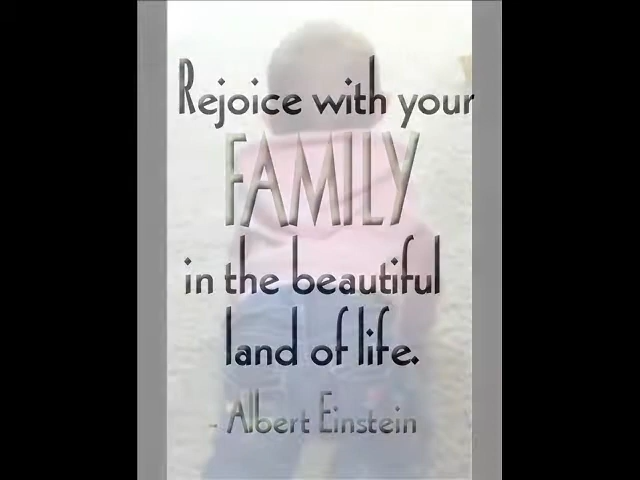 Rejoice with your
FAMILY
in the beautiful
land of life.
- Albert Einstein